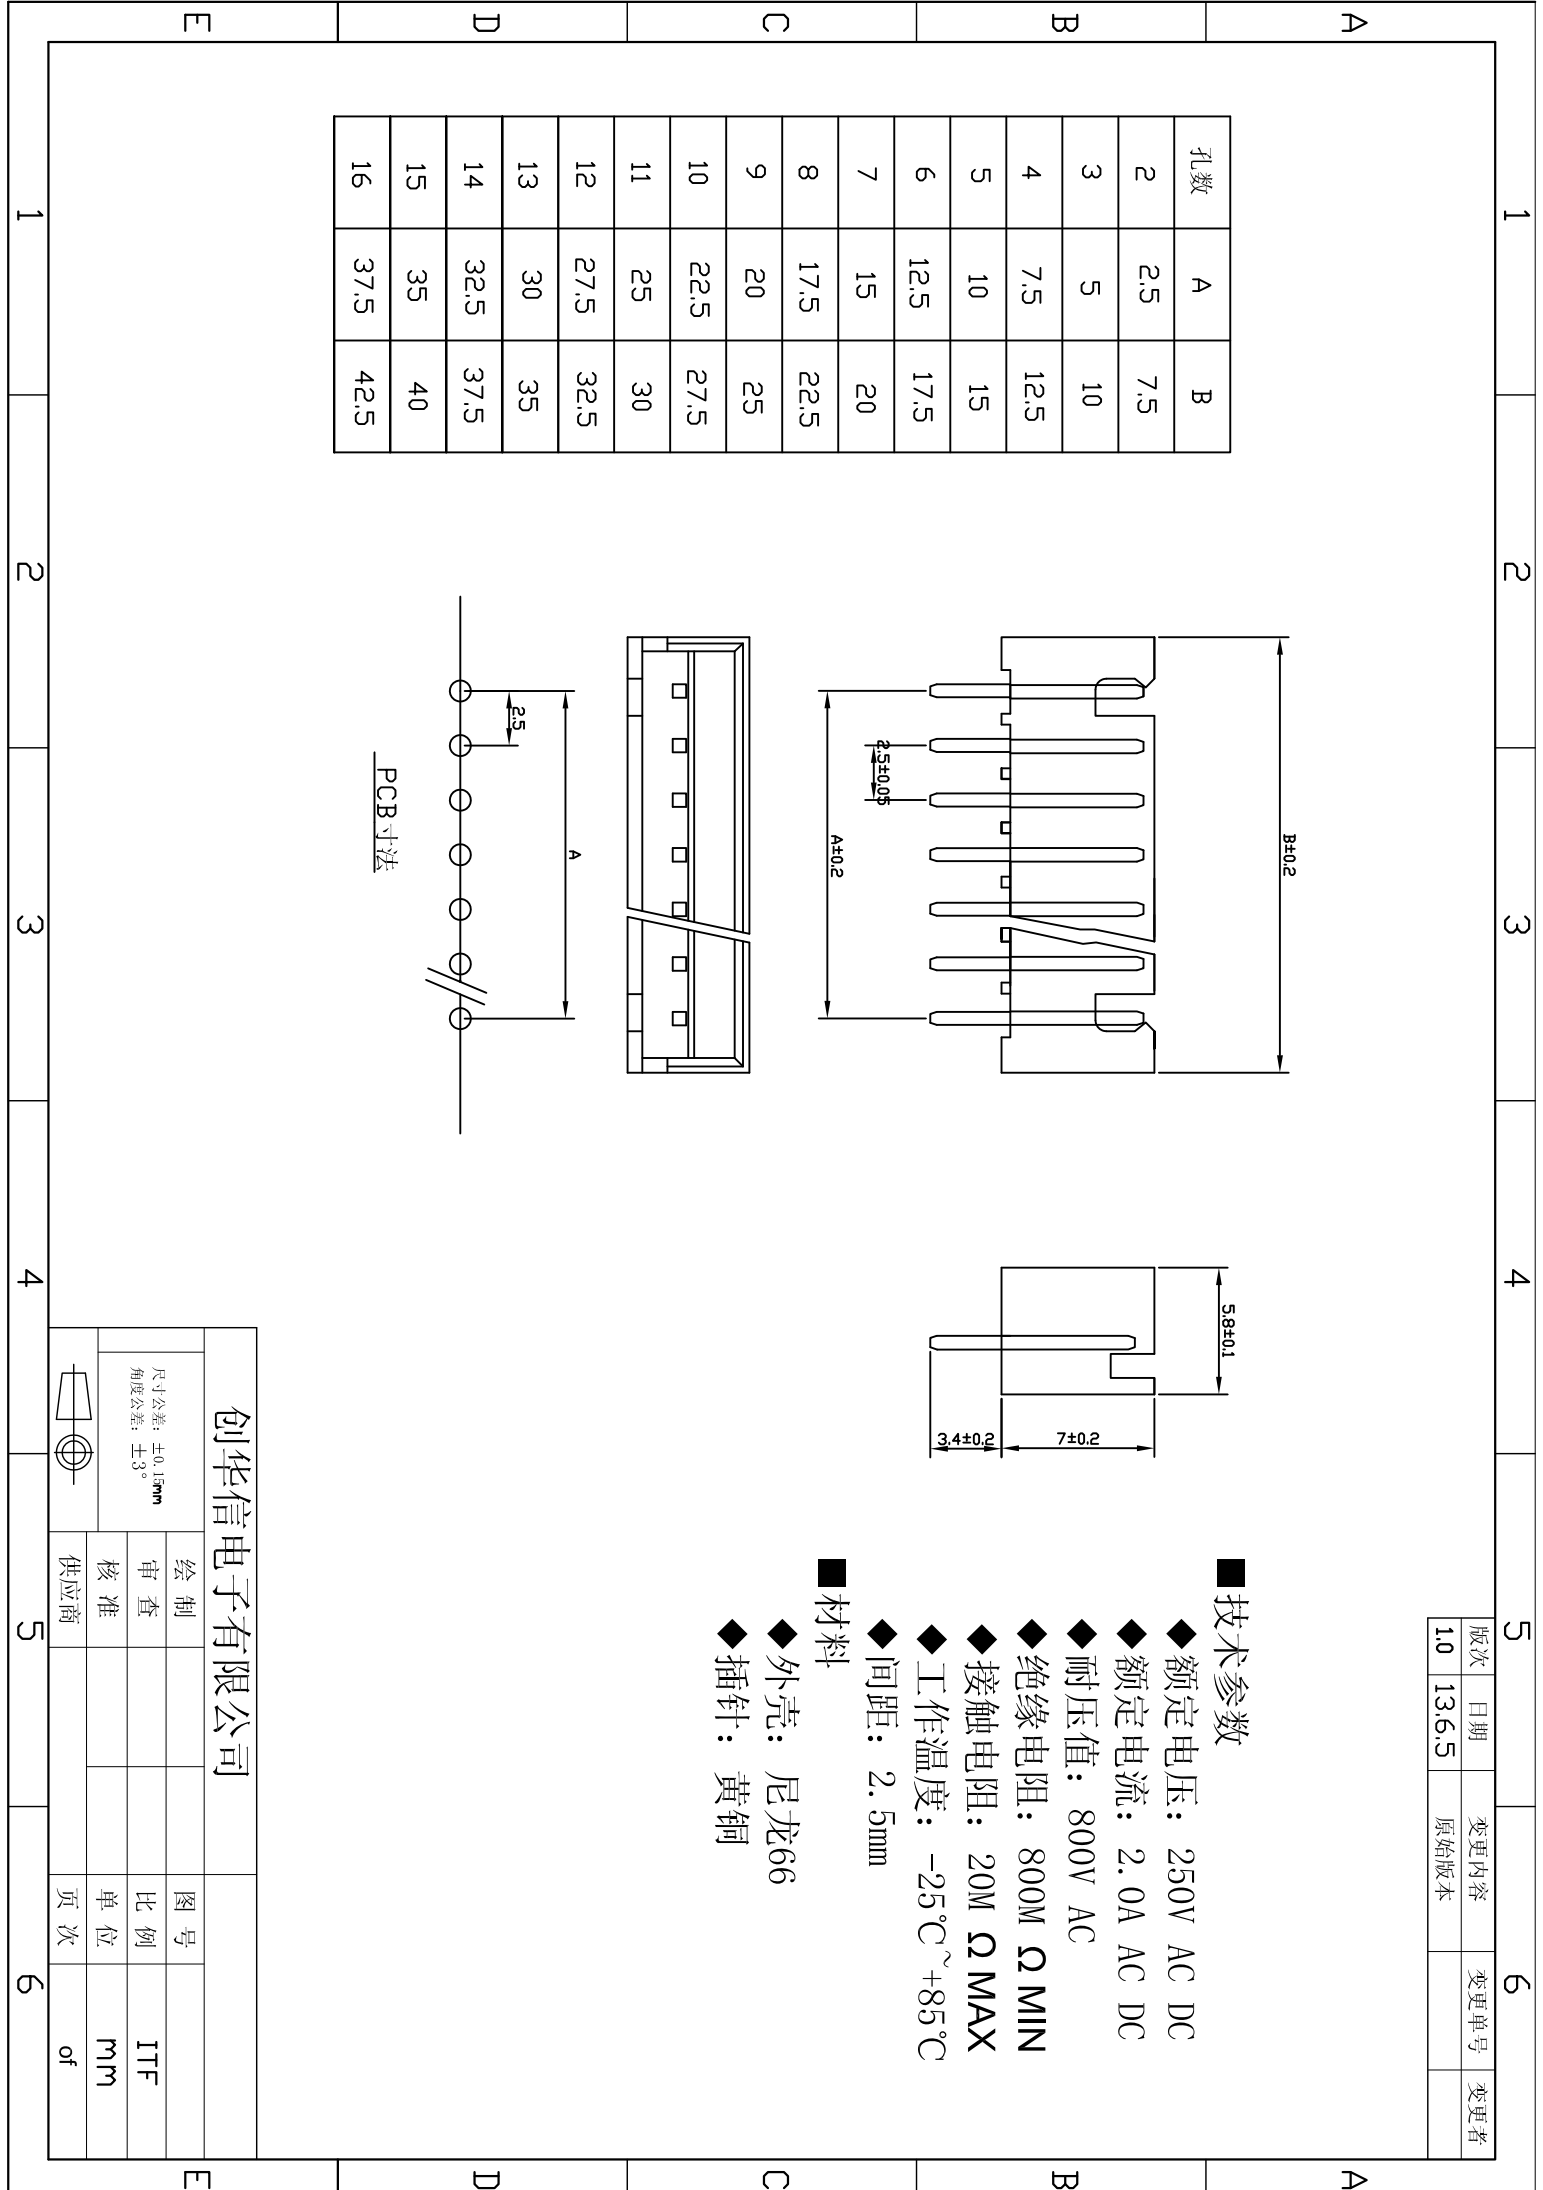 1 2 3 4 5 6
A
B
C
D
E
版次 日期 变更内容 变更单号 变更者
1.0 13.6.5 原始版本
孔数 A B
2 2.5 7.5
3 5 10
4 7.5 12.5
5 10 15
6 12.5 17.5
7 15 20
8 17.5 22.5
9 20 25
10 22.5 27.5
11 25 30
12 27.5 32.5
13 30 35
14 32.5 37.5
15 35 40
16 37.5 42.5
B±0.2
2.5±0.05
A±0.2
A
2.5
PCB寸法
5.8±0.1
7±0.2
3.4±0.2
■技术参数
◆额定电压: 250V AC DC
◆额定电流: 2.0A AC DC
◆耐压值: 800V AC
◆绝缘电阻: 800M Ω MIN
◆接触电阻: 20M Ω MAX
◆工作温度: -25℃~+85℃
◆间距: 2.5mm
■材料
◆外壳: 尼龙66
◆插针: 黄铜
创华信电子有限公司
尺寸公差: ±0.15mm
角度公差: ±3°
绘 制 图 号
审 查 比 例 1TF
核 准 单 位 mm
供应商 页 次 of
A
B
C
D
E
1 2 3 4 5 6